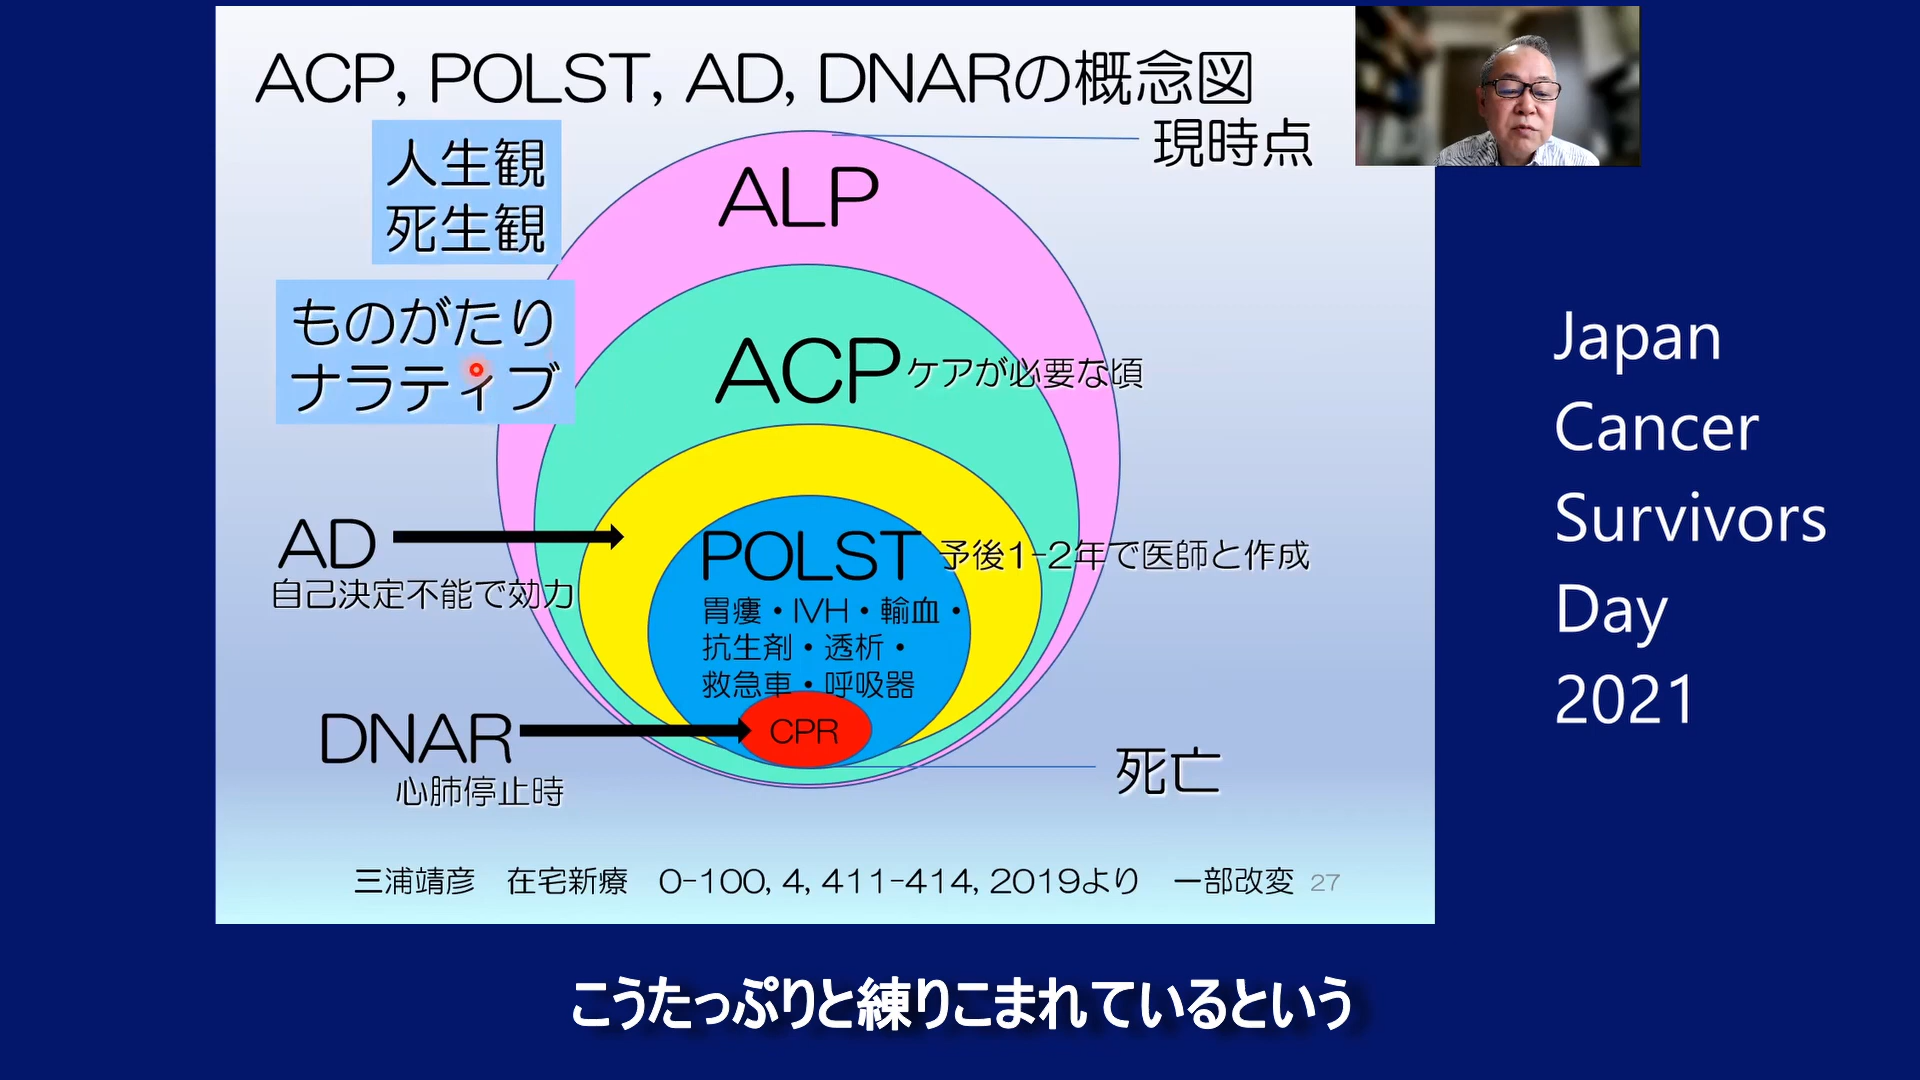 ACP, POLST, AD, DNARの概念図
現時点
人生観
死生観
ALP
ものがたり
ナラティブ
ACP ケアが必要な頃
AD
自己決定不能で効力
POLST 予後1-2年で医師と作成
胃瘻・IVH・輸血・
抗生剤・透析・
救急車・呼吸器
DNAR
心肺停止時
CPR
死亡
三浦靖彦 在宅新療 0-100, 4, 411-414, 2019より 一部改変 27
Japan
Cancer
Survivors
Day
2021
こうたっぷりと練りこまれているという